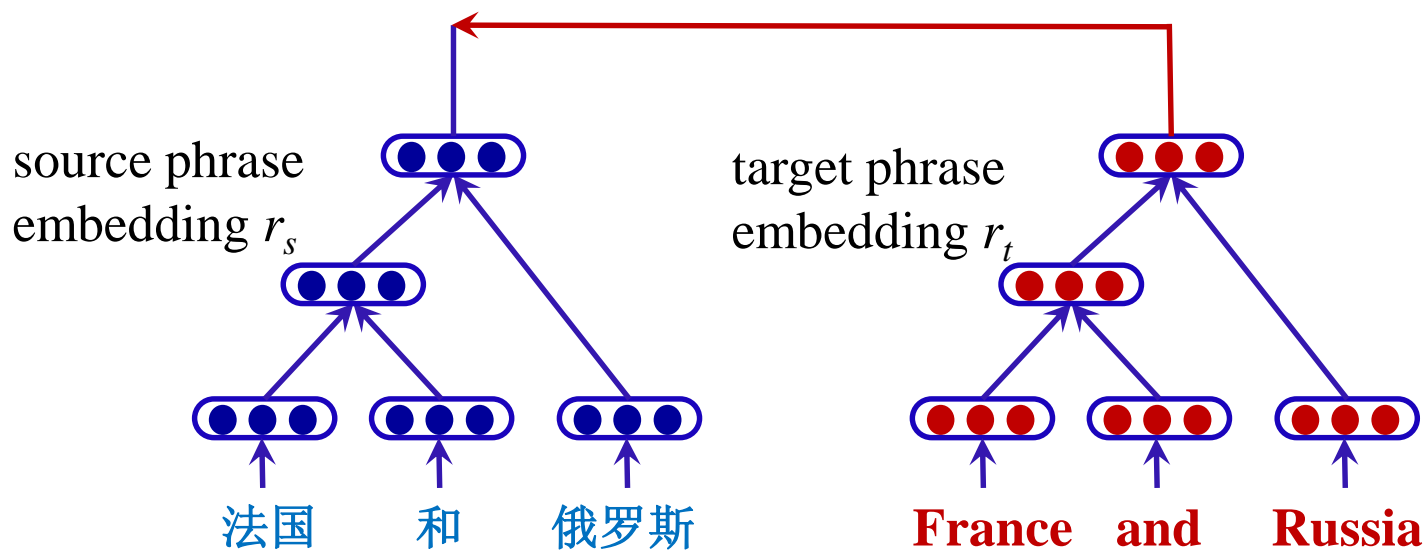 source phrase
embedding r_s
target phrase
embedding r_t
法国 和 俄罗斯
France and Russia